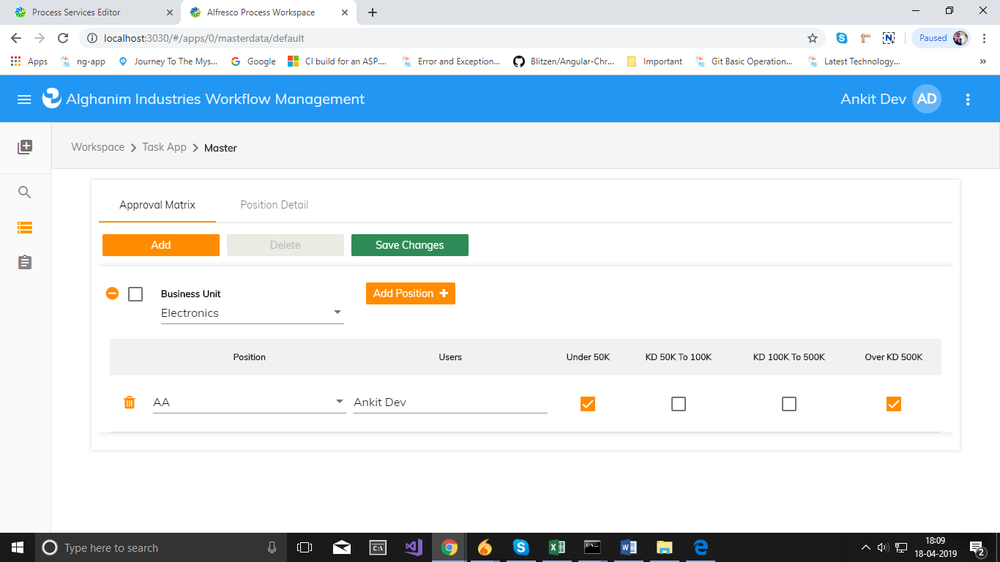 Process Services Editor
Alfresco Process Workspace
localhost:3030/#/apps/0/masterdata/default
Paused
Apps
ng-app
Journey To The Mys...
Google
CI build for an ASP....
Error and Exception...
Blitzen/Angular-Chr...
Important
Git Basic Operation...
Latest Technology...
»
Alghanim Industries Workflow Management
Ankit Dev AD
Workspace > Task App > Master
Approval Matrix Position Detail
Add Delete Save Changes
Business Unit Add Position +
Electronics
Position Users Under 50K KD 50K To 100K KD 100K To 500K Over KD 500K
AA Ankit Dev
Type here to search
18:09
18-04-2019
2